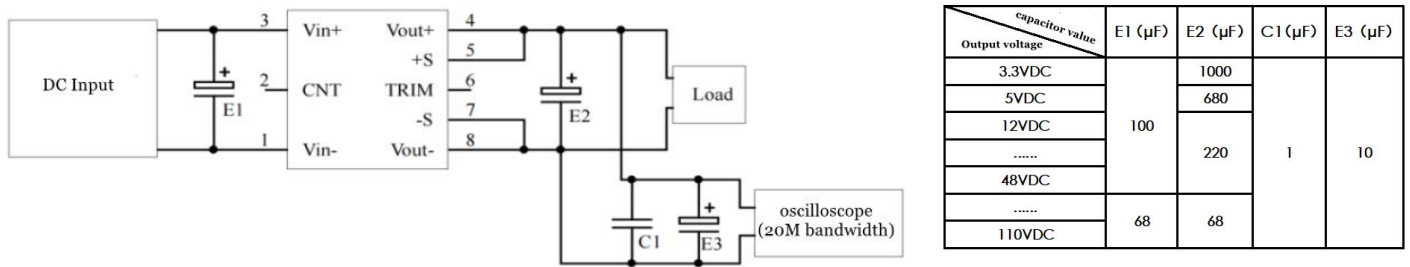 3 Vin+ Vout+ 4
+S 5
DC Input
+ E1
2 CNT TRIM 6
+ E2
Load
-S 7
1 Vin- Vout- 8
C1
+ E3
oscilloscope
(20M bandwidth)
capacitor value
Output voltage
E1 (µF) E2 (µF) C1(µF) E3 (µF)
3.3VDC 1000
5VDC 680
12VDC 100
...... 220 1 10
48VDC
...... 68 68
110VDC